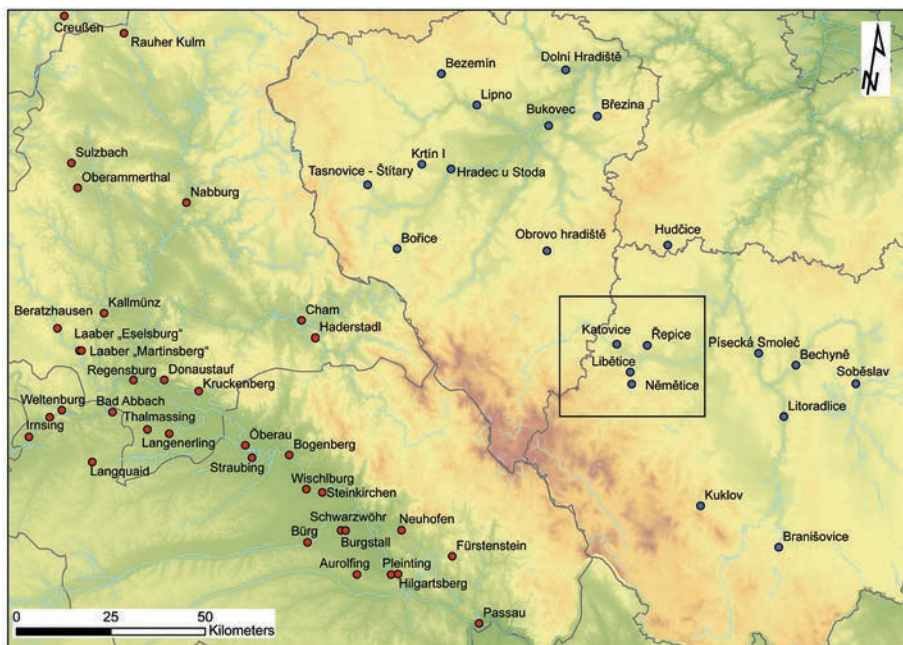 Creußen
Rauher Kulm
N
Bezemin
Dolní Hradiště
Lipno
Bukovec
Březina
Sulzbach
Oberammerthal
Nabburg
Krtín I
Tasnovice - Štítary
Hradec u Stoda
Bořice
Obrovo hradiště
Hudčice
Beratzhausen
Kallmünz
Cham
Haderstadl
Laaber „Eselsburg“
Laaber „Martinsberg“
Regensburg
Donaustauf
Kruckenberg
Katovice
Řepice
Libětice
Němětice
Písecká Smoleč
Bechyně
Soběslav
Litoradlice
Weltenburg
Bad Abbach
Thalmassing
Irnsing
Langenerling
Langquaid
Öberau
Straubing
Bogenberg
Wischlburg
Steinkirchen
Kuklov
Schwarzwöhr
Neuhofen
Bürg
Burgstall
Fürstenstein
Branišovice
Aurolfing
Pleinting
Hilgartsberg
Passau
0 25 50
Kilometers